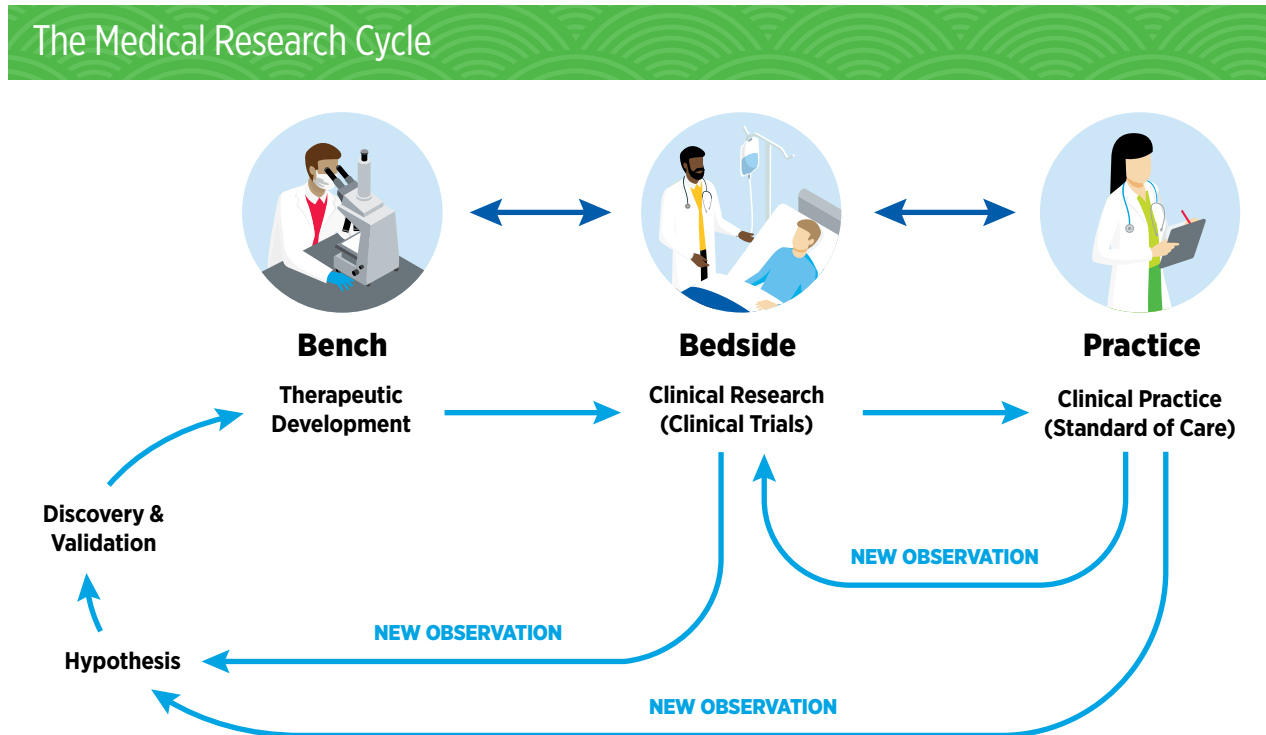 The Medical Research Cycle
Bench
Bedside
Practice
Therapeutic
Development
Clinical Research
(Clinical Trials)
Clinical Practice
(Standard of Care)
Discovery &
Validation
NEW OBSERVATION
NEW OBSERVATION
Hypothesis
NEW OBSERVATION